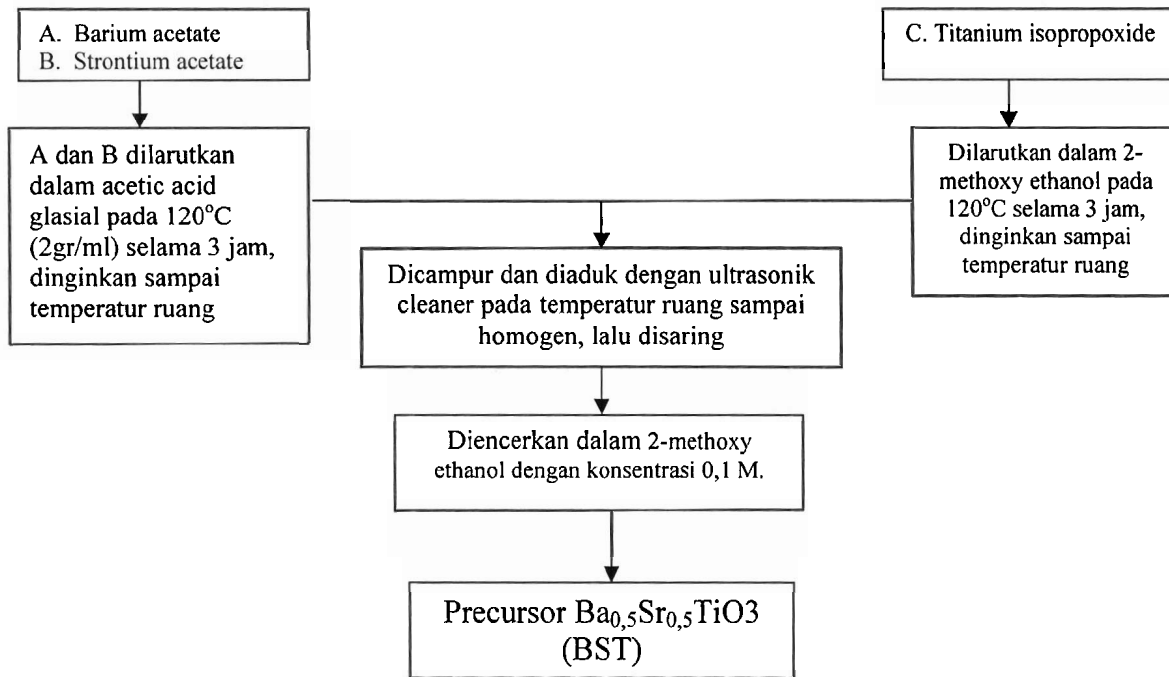 A. Barium acetate
B. Strontium acetate
C. Titanium isopropoxide
A dan B dilarutkan
dalam acetic acid
glasial pada 120°C
(2gr/ml) selama 3 jam,
dinginkan sampai
temperatur ruang
Dilarutkan dalam 2-
methoxy ethanol pada
120°C selama 3 jam,
dinginkan sampai
temperatur ruang
Dicampur dan diaduk dengan ultrasonik
cleaner pada temperatur ruang sampai
homogen, lalu disaring
Diencerkan dalam 2-methoxy
ethanol dengan konsentrasi 0,1 M.
Precursor Ba₀,₅Sr₀,₅TiO3
(BST)